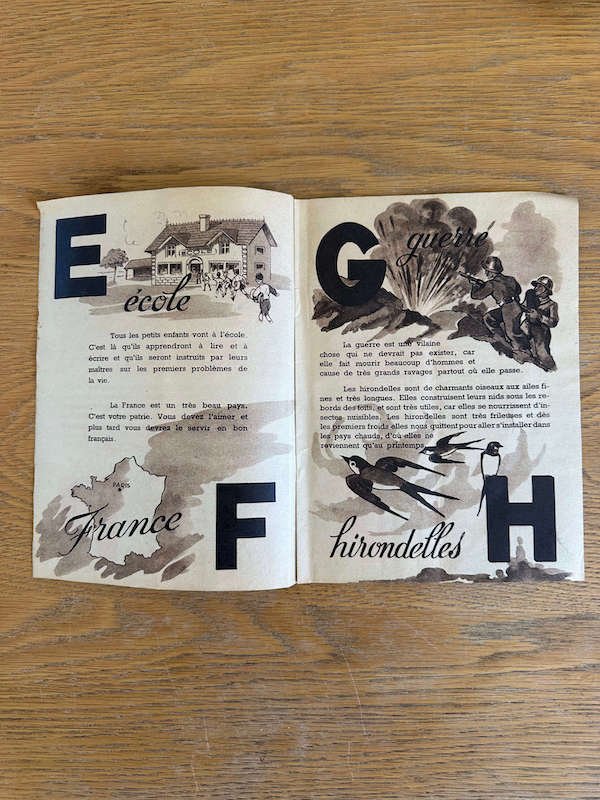 E
école
Tous les petits enfants vont à l'école.
C'est là qu'ils apprendront à lire et à
écrire et qu'ils seront instruits par leurs
maîtres sur les premiers problèmes de
la vie.
La France est un très beau pays.
C'est votre patrie. Vous devez l'aimer et
plus tard vous devrez le servir en bon
français.
PARIS
France
F
G
guerre
La guerre est une vilaine
chose qui ne devrait pas exister, car
elle fait mourir beaucoup d'hommes et
cause de très grands ravages partout où elle passe.
Les hirondelles sont de charmants oiseaux aux ailes fi-
nes et très longues. Elles construisent leurs nids sous les re-
bords des toits, et sont très utiles, car elles se nourrissent d'in-
sectes nuisibles. Les hirondelles sont très frileuses et dès
les premiers froids elles nous quittent pour aller s'installer dans
les pays chauds, d'où elles ne
reviennent qu'au printemps.
hirondelles
H